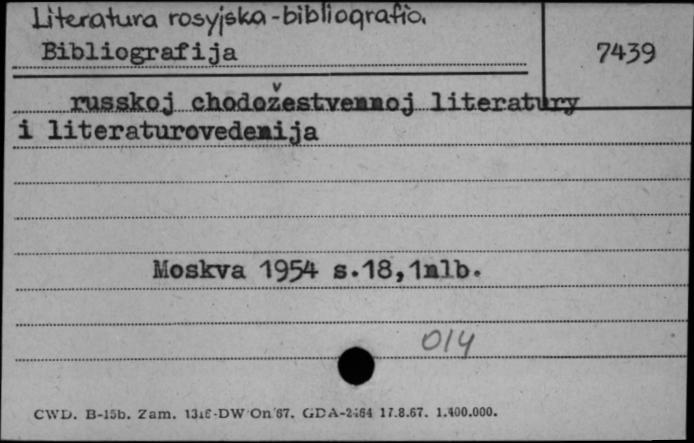 Literatura rosyjska-bibliografia.
Bibliografija
7439
russkoj chodožestvennoj literatury
i literaturovedenija
Moskva 1954 s.18,1nlb.
014
CWD. B-15b. Zam. 1316-DW On 67. GDA-2464 17.8.67. 1.400.000.